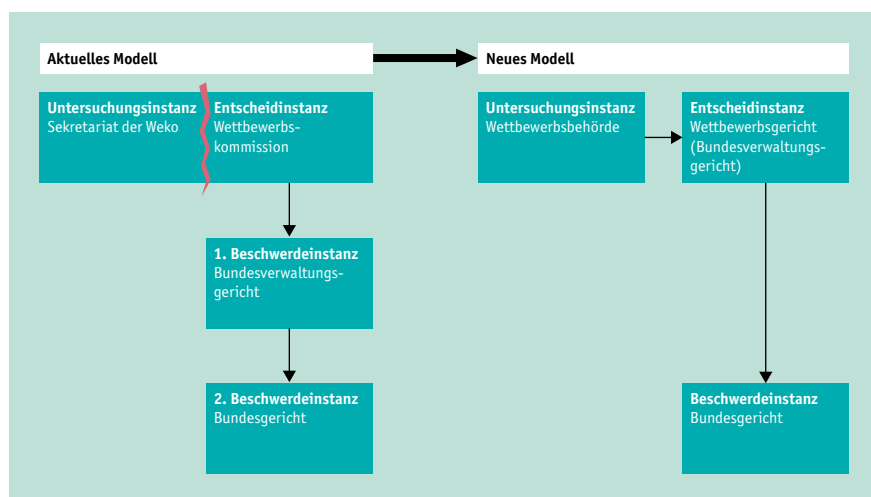 Aktuelles Modell
Neues Modell
Untersuchungsinstanz
Sekretariat der Weko
Entscheidinstanz
Wettbewerbs-
kommission
Untersuchungsinstanz
Wettbewerbsbehörde
Entscheidinstanz
Wettbewerbsgericht
(Bundesverwaltungs-
gericht)
1. Beschwerdeinstanz
Bundesverwaltungs-
gericht
2. Beschwerdeinstanz
Bundesgericht
Beschwerdeinstanz
Bundesgericht